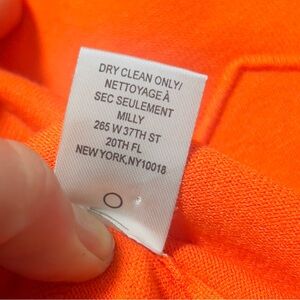 DRY CLEAN ONLY/
NETTOYAGE À
SEC SEULEMENT
MILLY
265 W 37TH ST
20TH FL
NEW YORK,NY10018